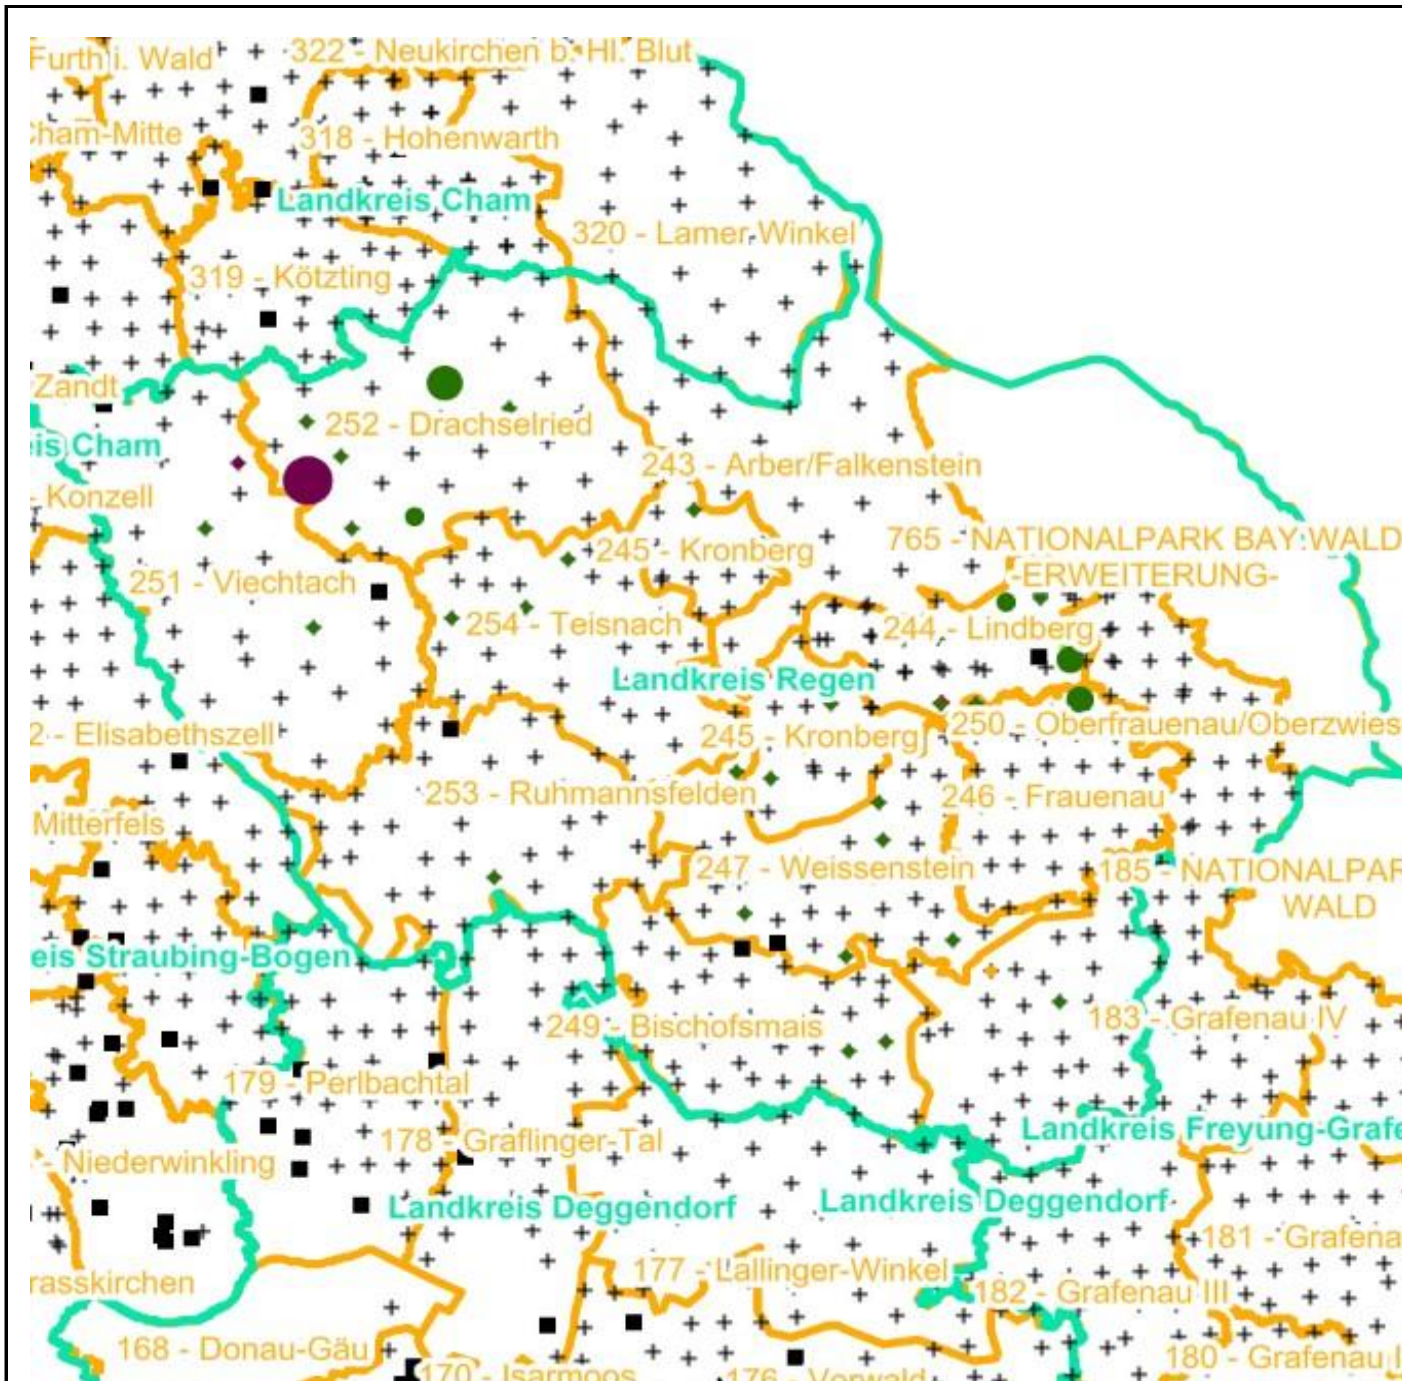 Furth i. Wald
322 - Neukirchen b. Hl. Blut
Cham-Mitte
318 - Hohenwarth
Landkreis Cham
320 - Lamer Winkel
319 - Kötzting
Zandt
252 - Drachselried
eis Cham
243 - Arber/Falkenstein
- Konzell
765 - NATIONALPARK BAY.WALD
-ERWEITERUNG-
245 - Kronberg
251 - Viechtach
254 - Teisnach
244 - Lindberg
Landkreis Regen
2 - Elisabethszell
245 - Kronberg]
250 - Oberfrauenau/Oberzwies
253 - Ruhmannsfelden
246 - Frauenau
Mitterfels
247 - Weissenstein
185 - NATIONALPAR
WALD
eis Straubing-Bogen
249 - Bischofsmais
183 - Grafenau IV
179 - Perlbachtal
178 - Graflinger-Tal
Landkreis Freyung-Grafe
- Niederwinkling
Landkreis Deggendorf
Landkreis Deggendorf
181 - Grafena
rasskirchen
177 - Lallinger-Winkel
182 - Grafenau III
168 - Donau-Gäu
170 - Isarmoos
176 - Vorwald
180 - Grafenau I